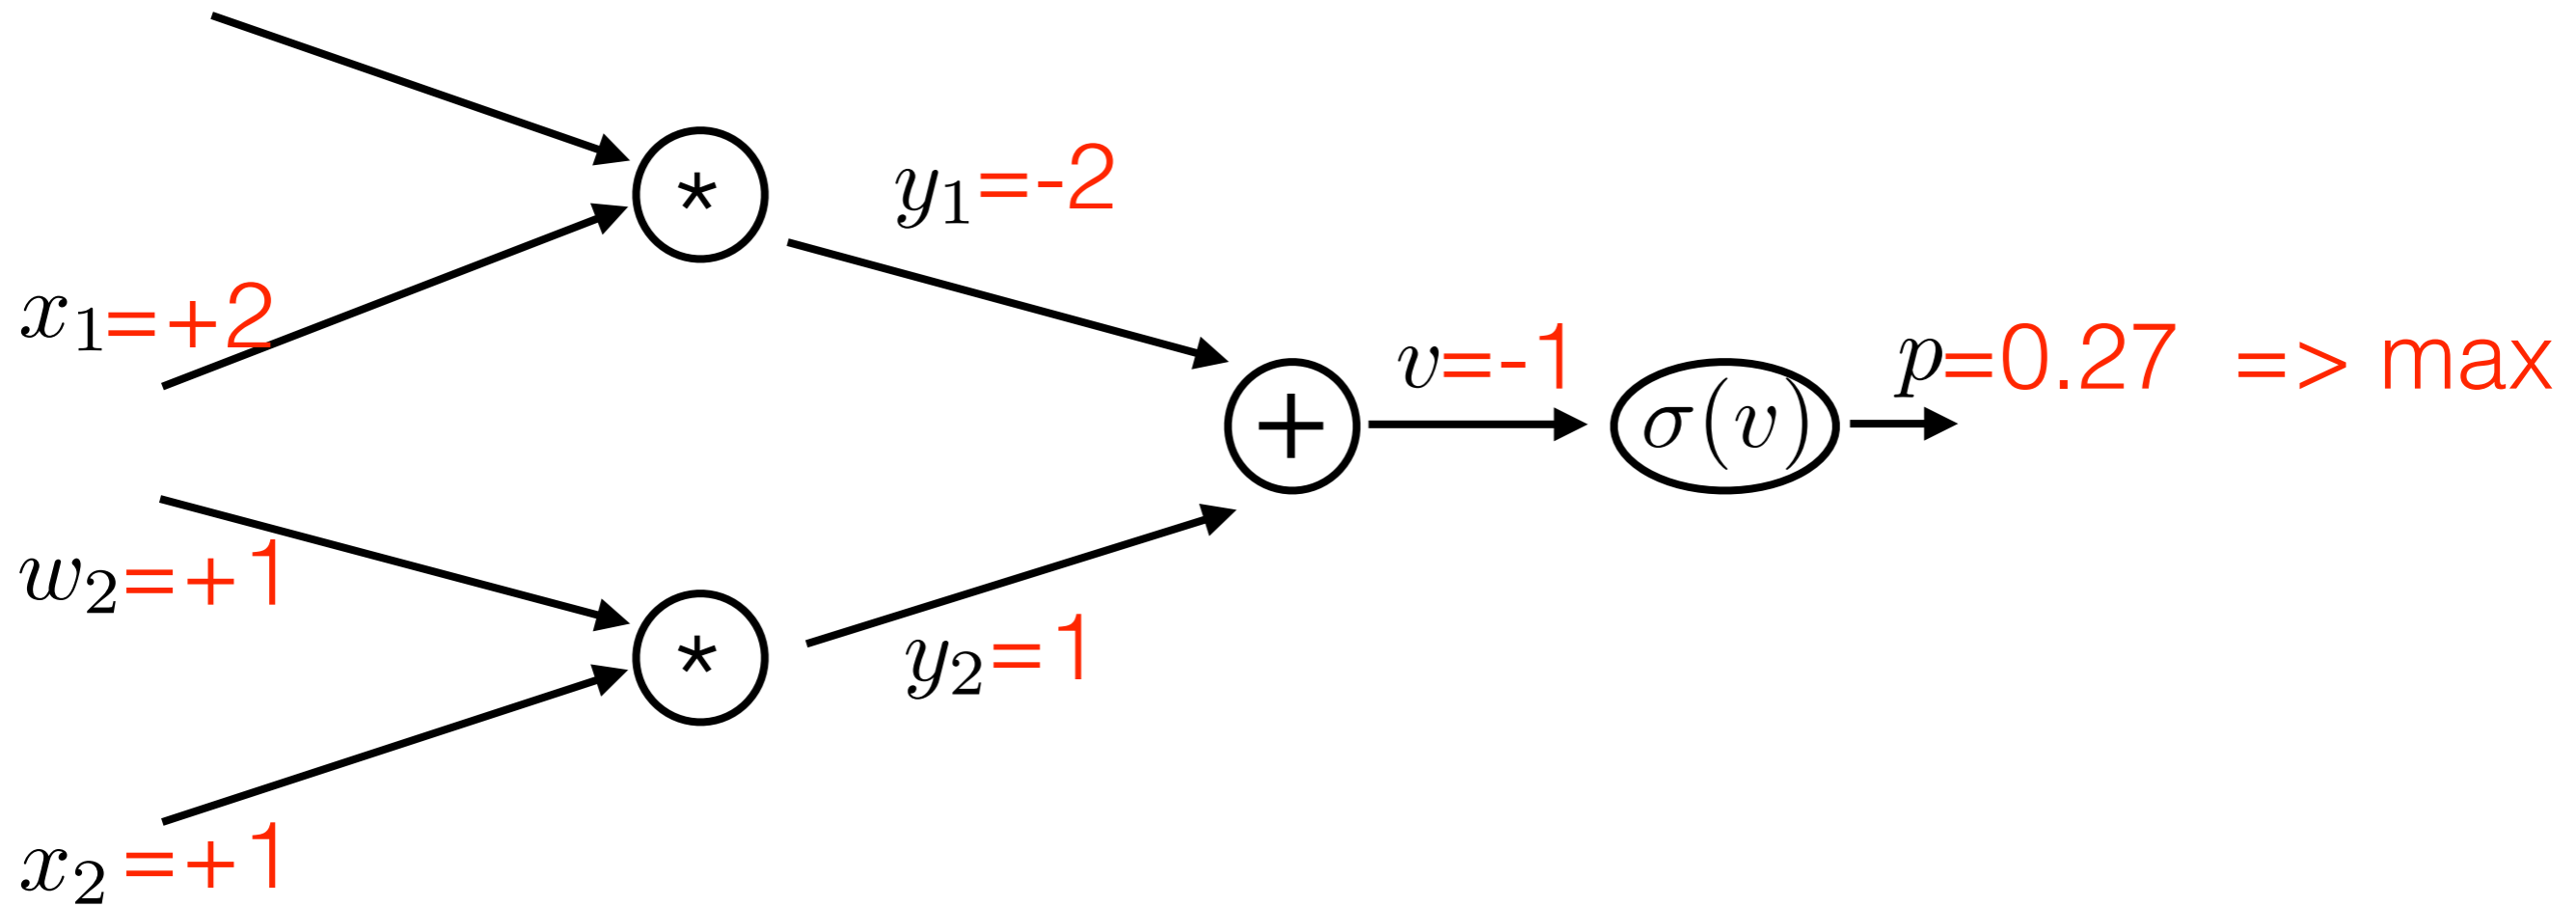 *
y₁=-2
x₁=+2
v=-1
p=0.27 => max
+
σ(v)
w₂=+1
*
y₂=1
x₂=+1